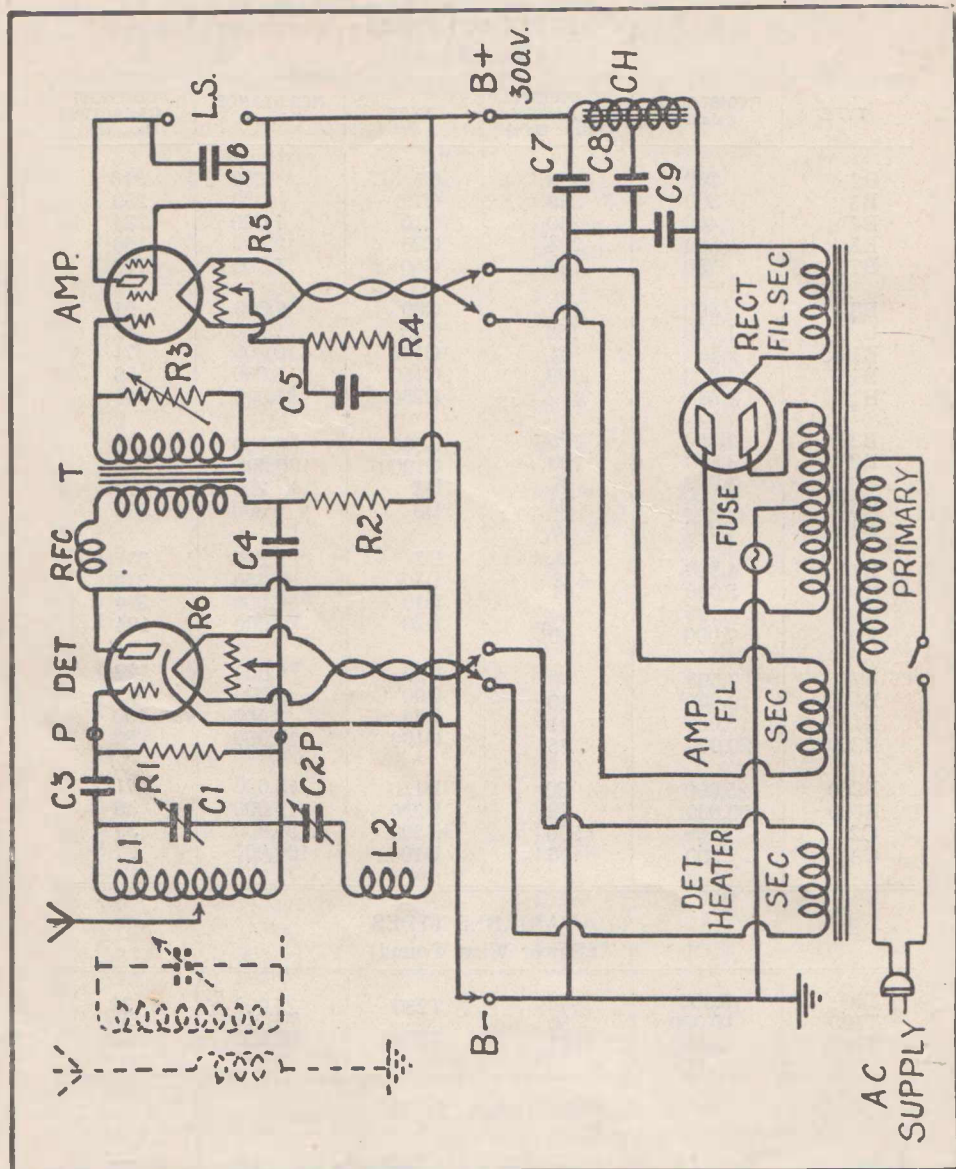 C3
P
DET
RFC
T
AMP.
L1
R1
C1
R6
R3
R5
C6
L.S.
C2P
L2
C4
R2
C5
R4
B-
B+
300V.
C7
C8
CH
C9
DET
HEATER
SEC
AMP
FIL
SEC
FUSE
RECT
FIL SEC
PRIMARY
AC
SUPPLY